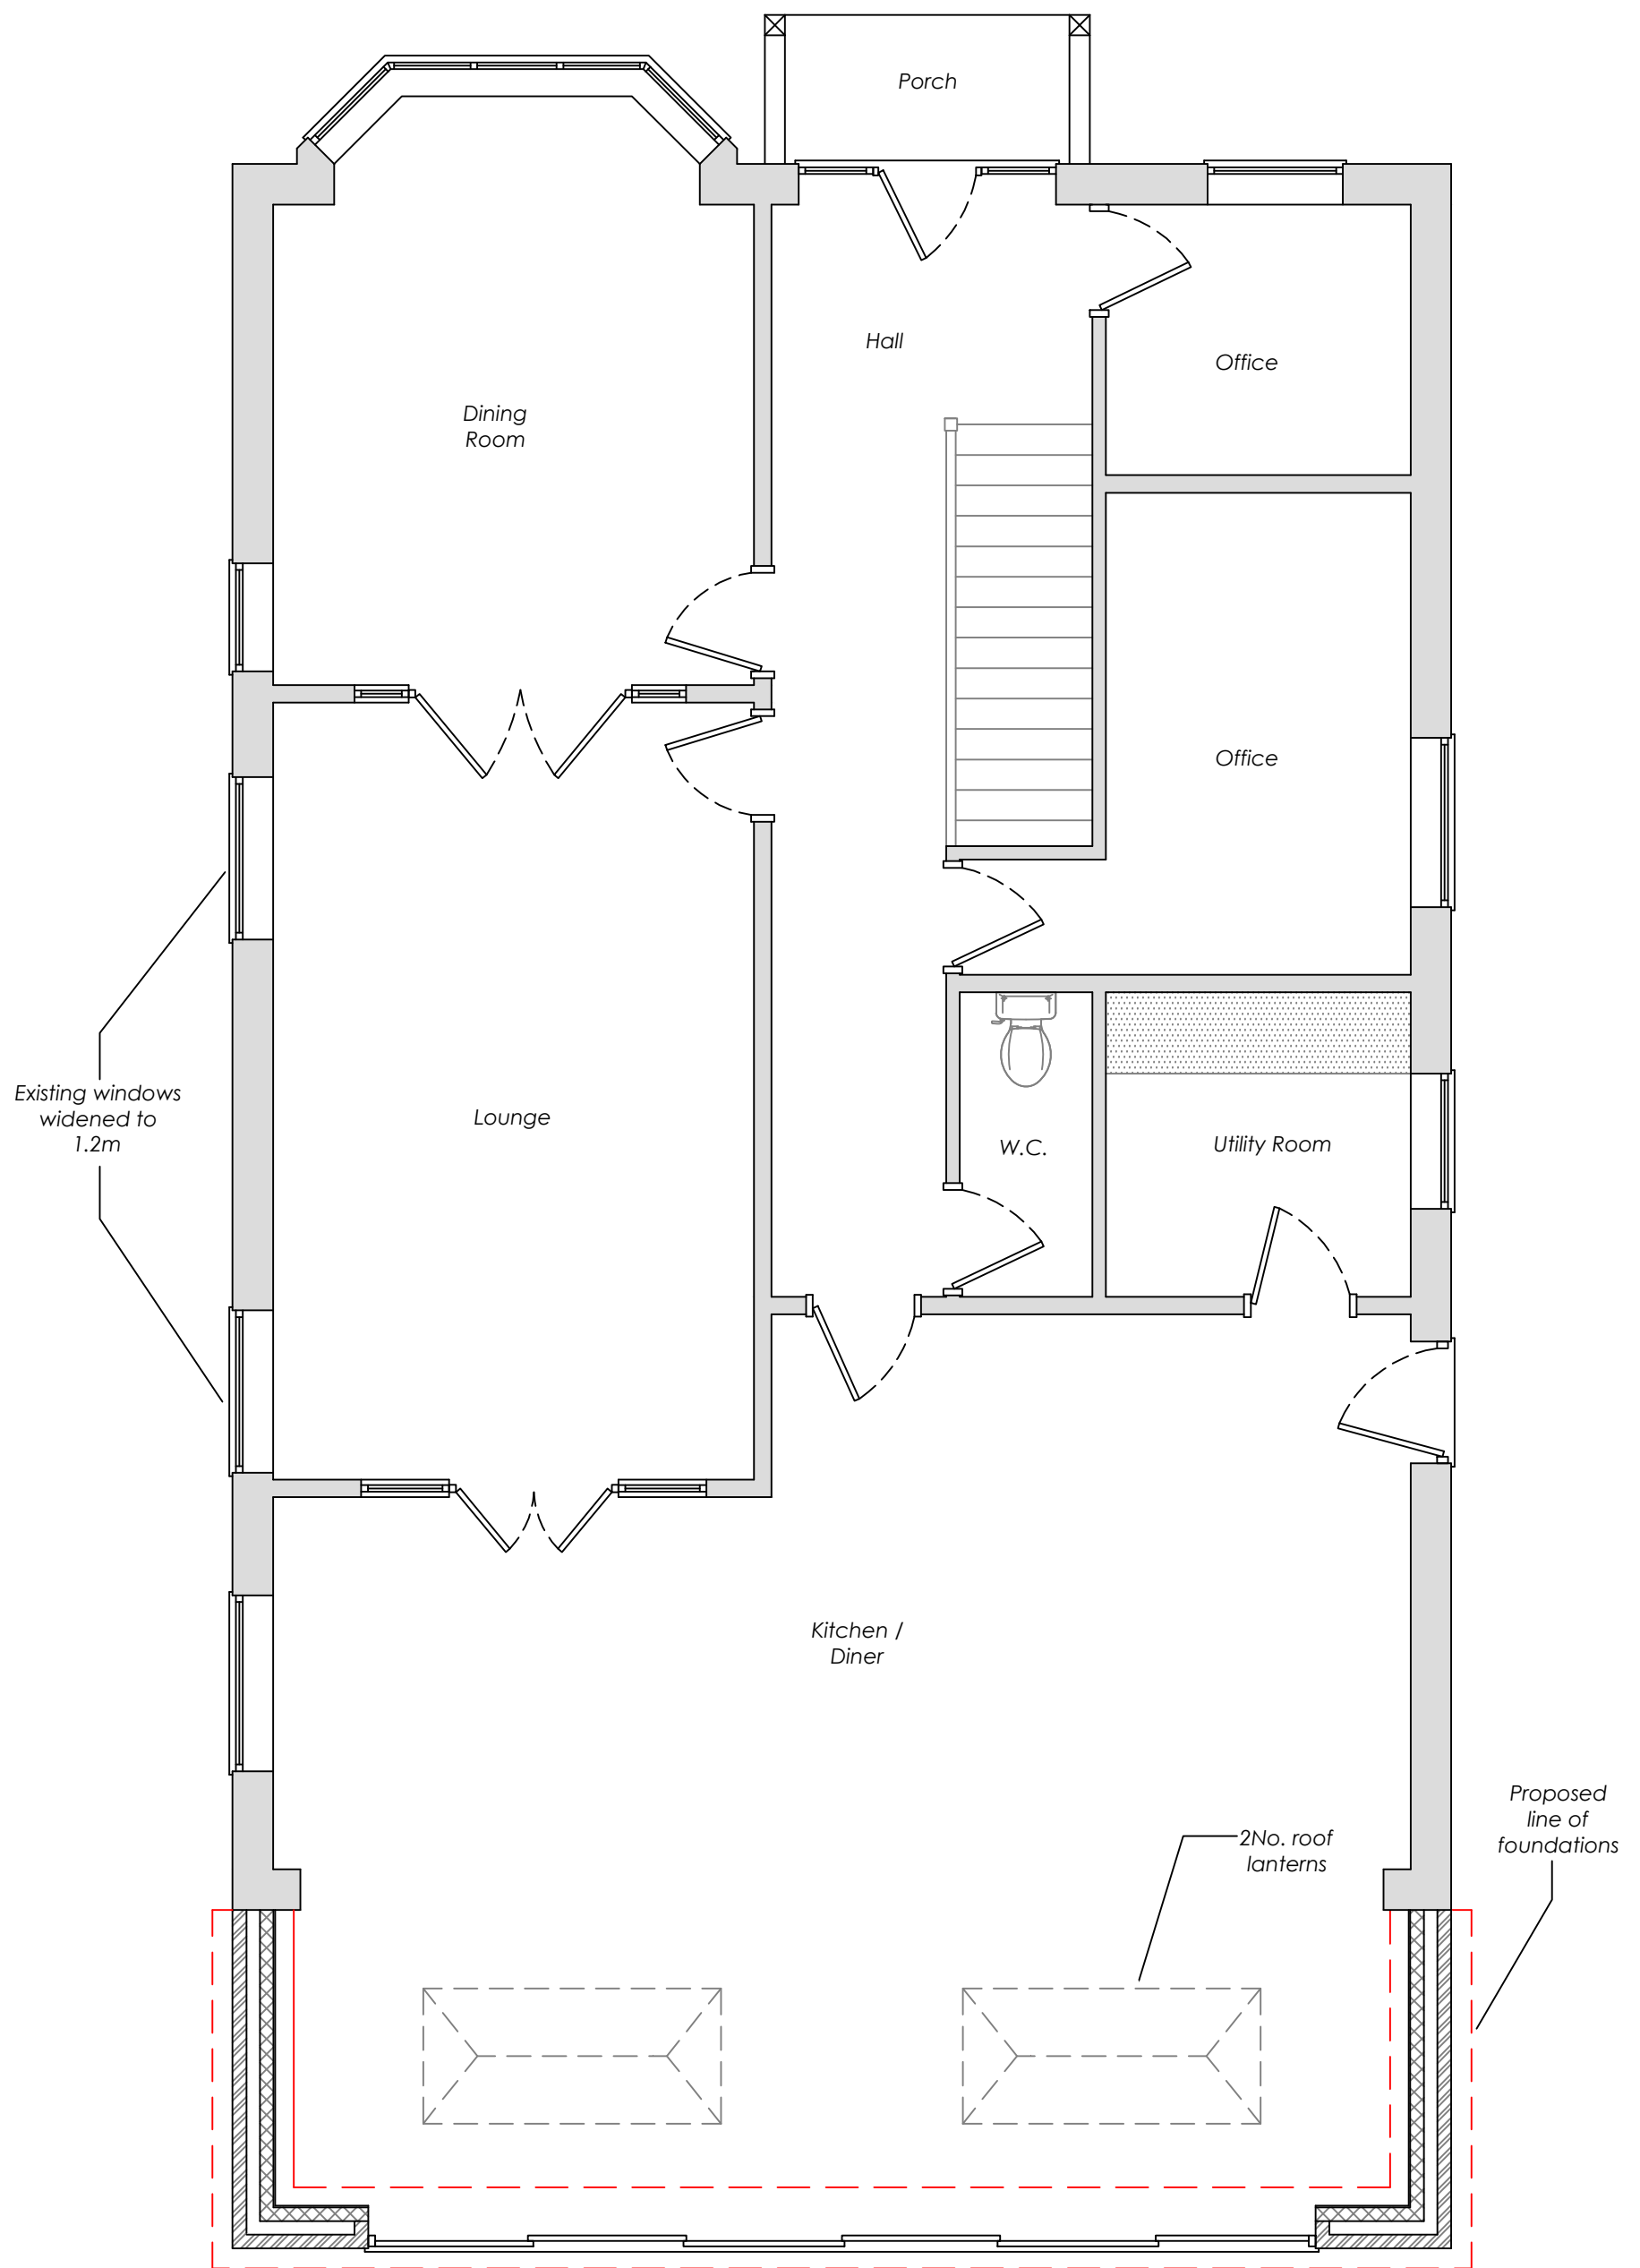 Porch
Hall
Office
Dining
Room
Office
Existing windows
widened to
1.2m
Lounge
W.C.
Utility Room
Kitchen /
Diner
Proposed
line of
foundations
2No. roof
lanterns